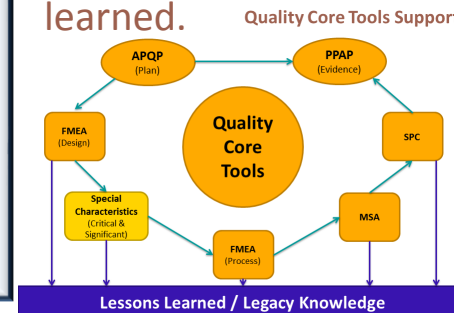 learned.
Quality Core Tools Support
APQP
(Plan)
PPAP
(Evidence)
FMEA
(Design)
Quality
Core
Tools
SPC
Special
Characteristics
(Critical &
Significant)
MSA
FMEA
(Process)
Lessons Learned / Legacy Knowledge